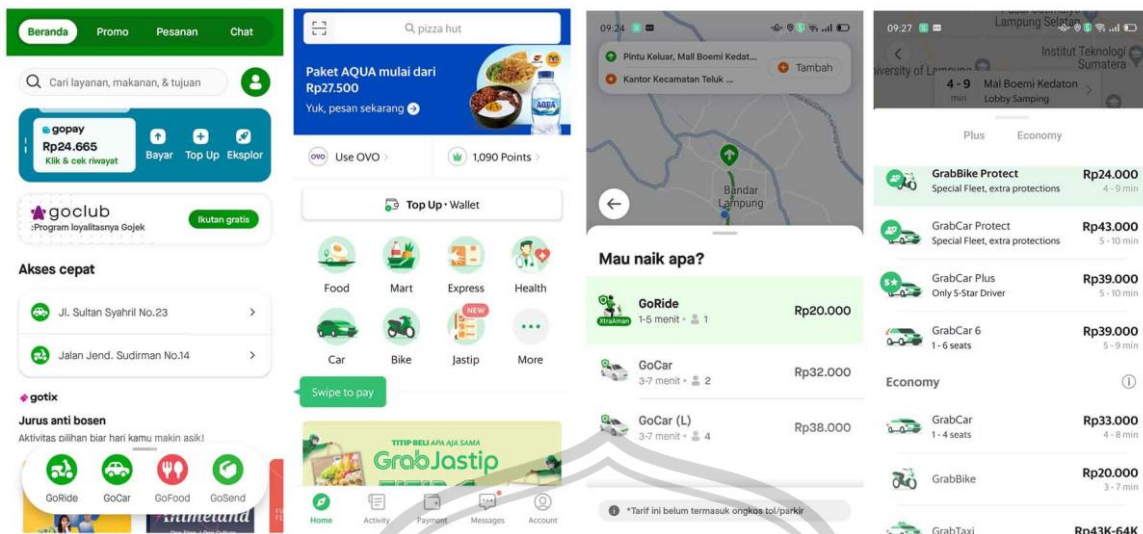 Beranda
Promo
Pesanan
Chat
Cari layanan, makanan, & tujuan
gopay
Rp24.665
Klik & cek riwayat
Bayar
Top Up
Eksplor
goclub
:Program loyalitasnya Gojek
Ikutan gratis
Akses cepat
Jl. Sultan Syahril No.23
Jalan Jend. Sudirman No.14
gotix
Jurus anti bosen
Aktivitas pilihan biar hari kamu makin asik!
GoRide
GoCar
GoFood
GoSend
Animeland
pizza hut
Paket AQUA mulai dari
Rp27.500
Yuk, pesan sekarang
AQUA
OVO
Use OVO
1,090 Points
Top Up · Wallet
Food
Mart
Express
Health
NEW
Car
Bike
Jastip
More
Swipe to pay
TITIP BELI APA AJA SAMA
GrabJastip
Home
Activity
Payment
Messages
Account
09:24
Pintu Keluar, Mall Boemi Kedat...
Kantor Kecamatan Teluk ...
Tambah
Bandar
Lampung
Mau naik apa?
GoRide
Rp20.000
XtraAman
1-5 menit • 1
GoCar
Rp32.000
3-7 menit • 2
GoCar (L)
Rp38.000
3-7 menit • 4
*Tarif ini belum termasuk ongkos tol/parkir
09:27
Lampung Selatan
Institut Teknologi
Sumatera
4 - 9
min
Mal Boemi Kedaton
Lobby Samping
Plus
Economy
GrabBike Protect
Rp24.000
Special Fleet, extra protections
4 - 9 min
GrabCar Protect
Rp43.000
Special Fleet, extra protections
5 - 10 min
GrabCar Plus
Rp39.000
Only 5-Star Driver
5 - 10 min
GrabCar 6
Rp39.000
1 - 6 seats
5 - 9 min
Economy
GrabCar
Rp33.000
1 - 4 seats
4 - 8 min
GrabBike
Rp20.000
3 - 7 min
GrabTaxi
Rp43K-64K